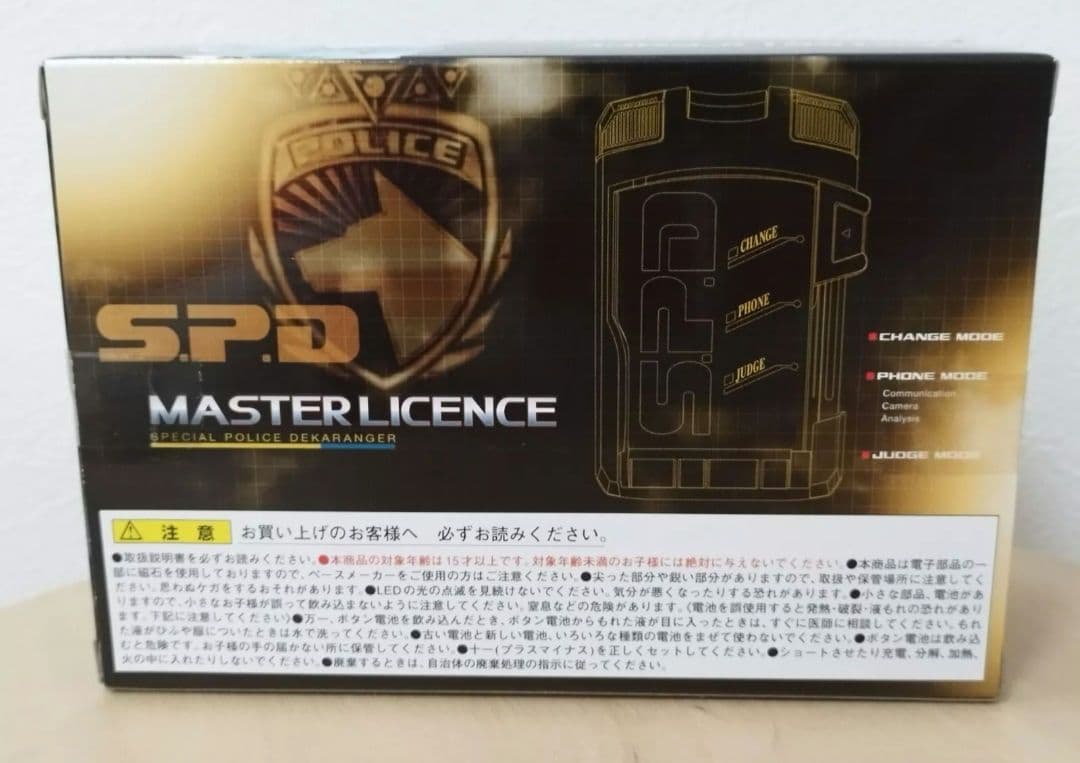 POLICE
S.P.D
MASTER LICENCE
SPECIAL POLICE DEKARANGER
S.P.D
CHANGE
PHONE
JUDGE
CHANGE MODE
PHONE MODE
Communication
Camera
Analysis
JUDGE MODE
注意 お買い上げのお客様へ 必ずお読みください。
●取扱説明書を必ずお読みください。●本商品の対象年齢は15才以上です。対象年齢未満のお子様には絶対に与えないでください。●本商品は電子部品の一
部に磁石を使用しておりますので、ペースメーカーをご使用の方はご注意ください。●尖った部分や鋭い部分がありますので、取扱や保管場所に注意してく
ださい。思わぬケガをするおそれがあります。●LEDの光の点滅を見続けないでください。気分が悪くなったりする恐れがあります。●小さな部品、電池があ
りますので、小さなお子様が誤って飲み込まないように注意してください。窒息などの危険があります。(電池を誤使用すると発熱・破裂・液もれの恐れがあり
ます。下記に注意してください)●万一、ボタン電池を飲み込んだとき、ボタン電池からもれた液が目に入ったときは、すぐに医師に相談してください。もれ
た液がひふや服についたときは水で洗ってください。●古い電池と新しい電池、いろいろな種類の電池をまぜて使わないでください。●ボタン電池は飲み込
むと危険です。お子様の手の届かない所に保管してください。●+−(プラスマイナス)を正しくセットしてください。●ショートさせたり充電、分解、加熱、
火の中に入れたりしないでください。●廃棄するときは、自治体の廃棄処理の指示に従ってください。